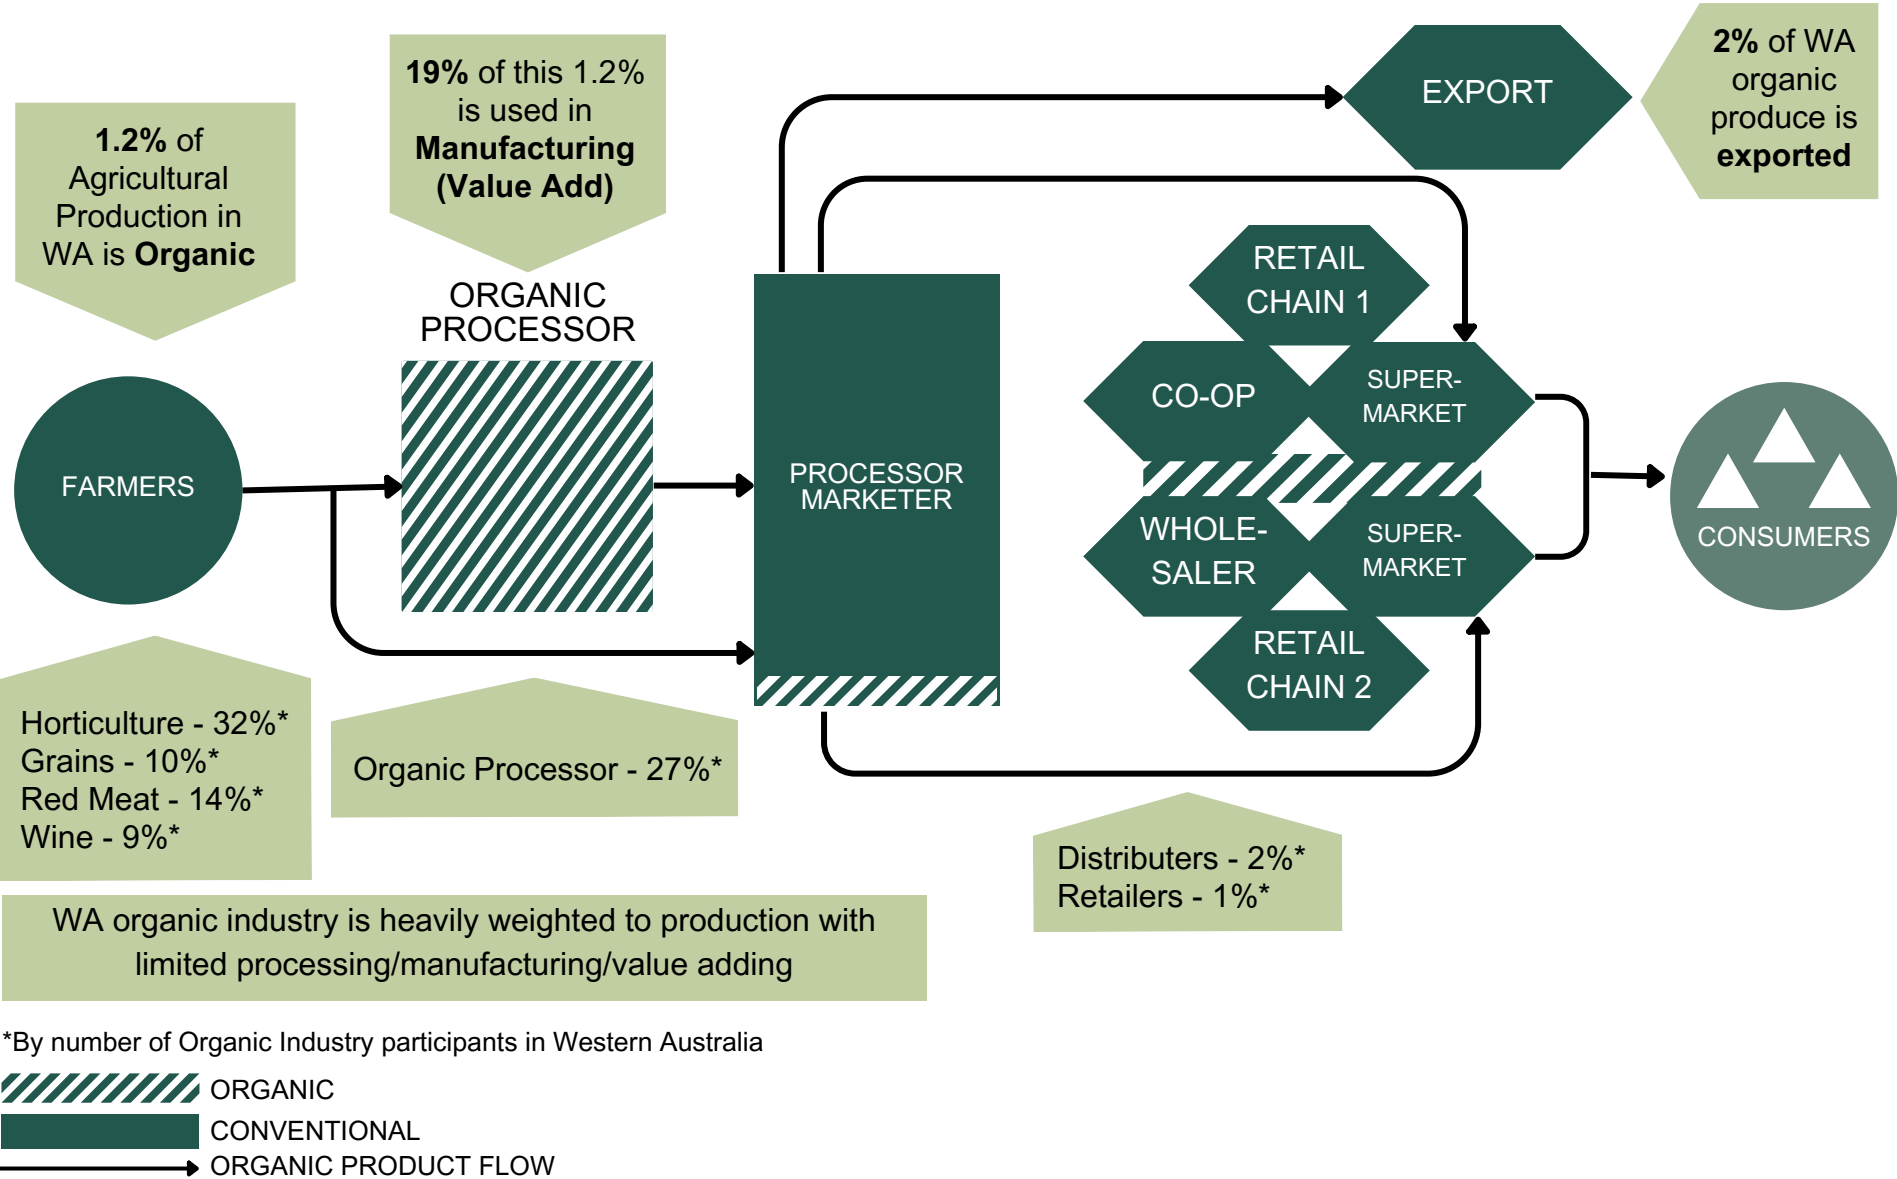 1.2% of
Agricultural
Production in
WA is Organic
19% of this 1.2%
is used in
Manufacturing
(Value Add)
EXPORT
2% of WA
organic
produce is
exported
ORGANIC
PROCESSOR
RETAIL
CHAIN 1
CO-OP
SUPER-
MARKET
FARMERS
PROCESSOR
MARKETER
WHOLE-
SALER
SUPER-
MARKET
CONSUMERS
RETAIL
CHAIN 2
Horticulture - 32%*
Grains - 10%*
Red Meat - 14%*
Wine - 9%*
Organic Processor - 27%*
Distributers - 2%*
Retailers - 1%*
WA organic industry is heavily weighted to production with
limited processing/manufacturing/value adding
*By number of Organic Industry participants in Western Australia
ORGANIC
CONVENTIONAL
ORGANIC PRODUCT FLOW